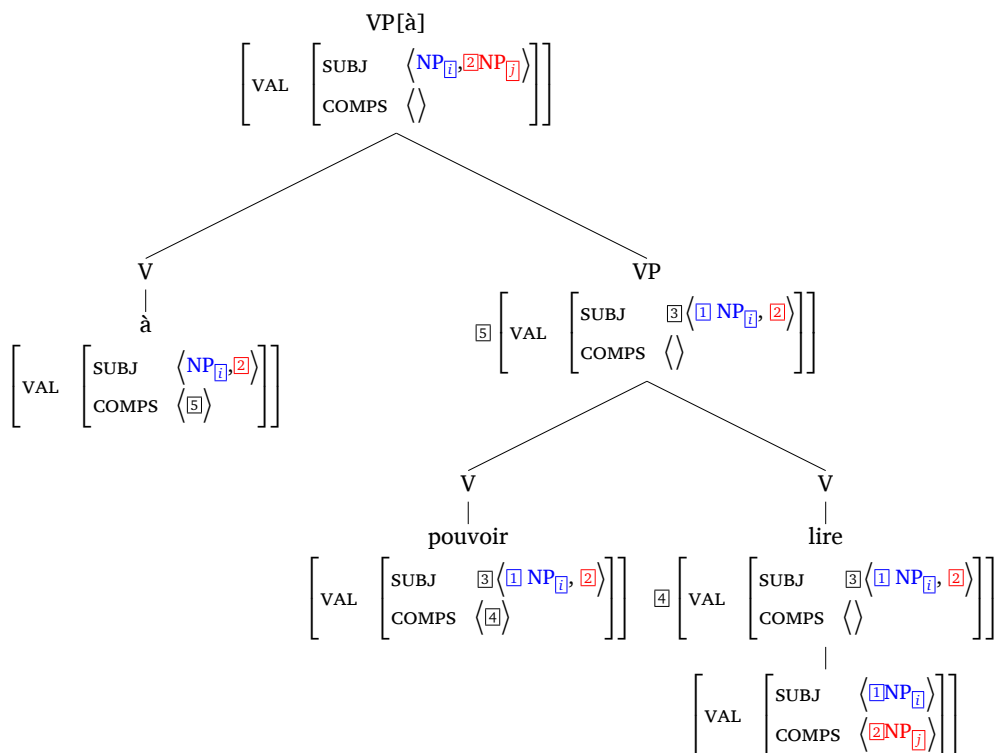 VP[à]
[VAL [SUBJ ⟨NP[i], [2]NP[j]⟩
COMPS ⟨⟩]]
V VP
à
[VAL [SUBJ ⟨NP[i],[2]⟩
COMPS ⟨[5]⟩]]
[5] [VAL [SUBJ [3]⟨[1] NP[i], [2]⟩
COMPS ⟨⟩]]
V V
pouvoir lire
[VAL [SUBJ [3]⟨[1] NP[i], [2]⟩
COMPS ⟨[4]⟩]]
[4] [VAL [SUBJ [3]⟨[1] NP[i], [2]⟩
COMPS ⟨⟩]]
[VAL [SUBJ ⟨[1]NP[i]⟩
COMPS ⟨[2]NP[j]⟩]]